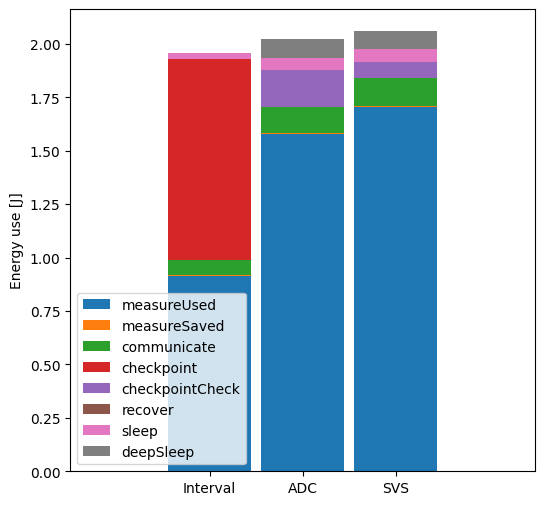 Energy use [J]
2.00
1.75
1.50
1.25
1.00
0.75
0.50
0.25
0.00
measureUsed
measureSaved
communicate
checkpoint
checkpointCheck
recover
sleep
deepSleep
Interval ADC SVS